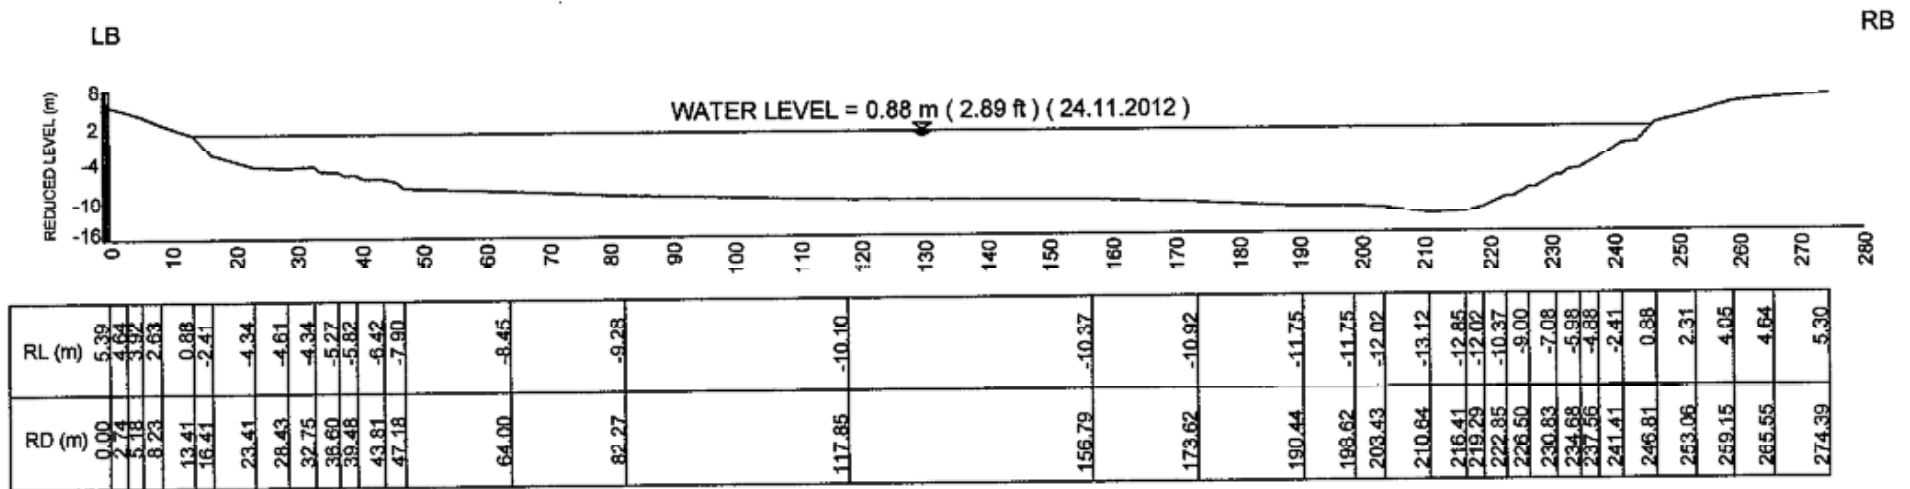 LB
RB
WATER LEVEL = 0.88 m ( 2.89 ft ) ( 24.11.2012 )
REDUCED LEVEL (m)
8
2
-4
-10
-16
0 10 20 30 40 50 60 70 80 90 100 110 120 130 140 150 160 170 180 190 200 210 220 230 240 250 260 270 280
RL (m) 5.39 4.64 3.92 2.63 0.88 -2.41 -4.34 -4.61 -4.34 -5.27 -5.82 -6.42 -7.90 -8.45 -9.28 -10.10 -10.37 -10.92 -11.75 -11.75 -12.02 -13.12 -12.85 -12.02 -10.37 -9.00 -7.08 -5.98 -4.88 -2.41 0.88 2.31 4.05 4.64 5.30
RD (m) 0.00 2.74 5.18 8.23 13.41 16.41 23.41 28.43 32.75 36.60 39.48 43.81 47.18 64.00 82.27 117.85 156.79 173.62 190.44 198.62 203.43 210.64 216.41 219.29 222.85 226.50 230.83 234.68 237.56 241.41 246.81 253.06 259.15 265.55 274.39